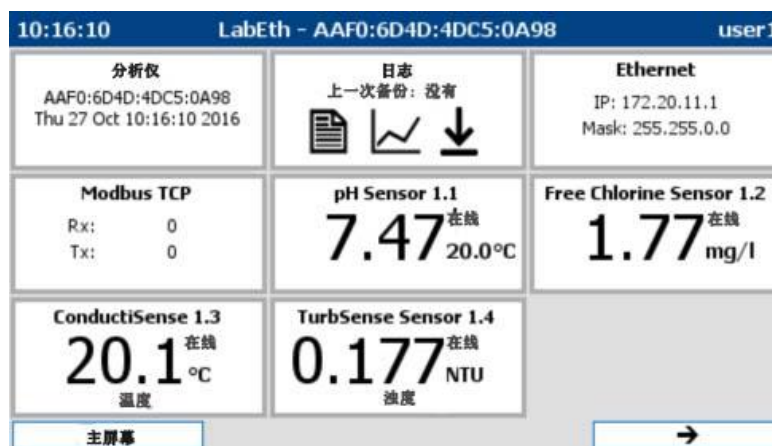 10:16:10 LabEth - AAF0:6D4D:4DC5:0A98 user1
分析仪
AAF0:6D4D:4DC5:0A98
Thu 27 Oct 10:16:10 2016
日志
上一次备份: 没有
Ethernet
IP: 172.20.11.1
Mask: 255.255.0.0
Modbus TCP
Rx: 0
Tx: 0
pH Sensor 1.1
7.47 在线
20.0°C
Free Chlorine Sensor 1.2
1.77 在线
mg/l
ConductiSense 1.3
20.1 在线
°C
温度
TurbSense Sensor 1.4
0.177 在线
NTU
浊度
主屏幕
→